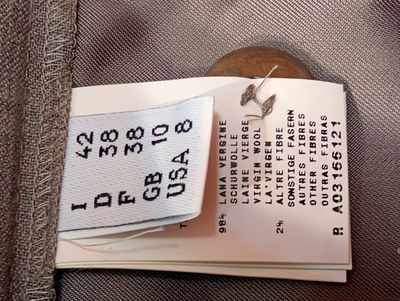 I 42
D 38
F 38
GB 10
USA 8
98% LANA VERGINE
SCHURWOLLE
LAINE VIERGE
VIRGIN WOOL
LA'VIRGEN
2% ALTRE FIBRE
SONSTIGE FASERN
AUTRES FIBRES
OTHER FIBRES
OUTRAS FIBRAS
R A03166121